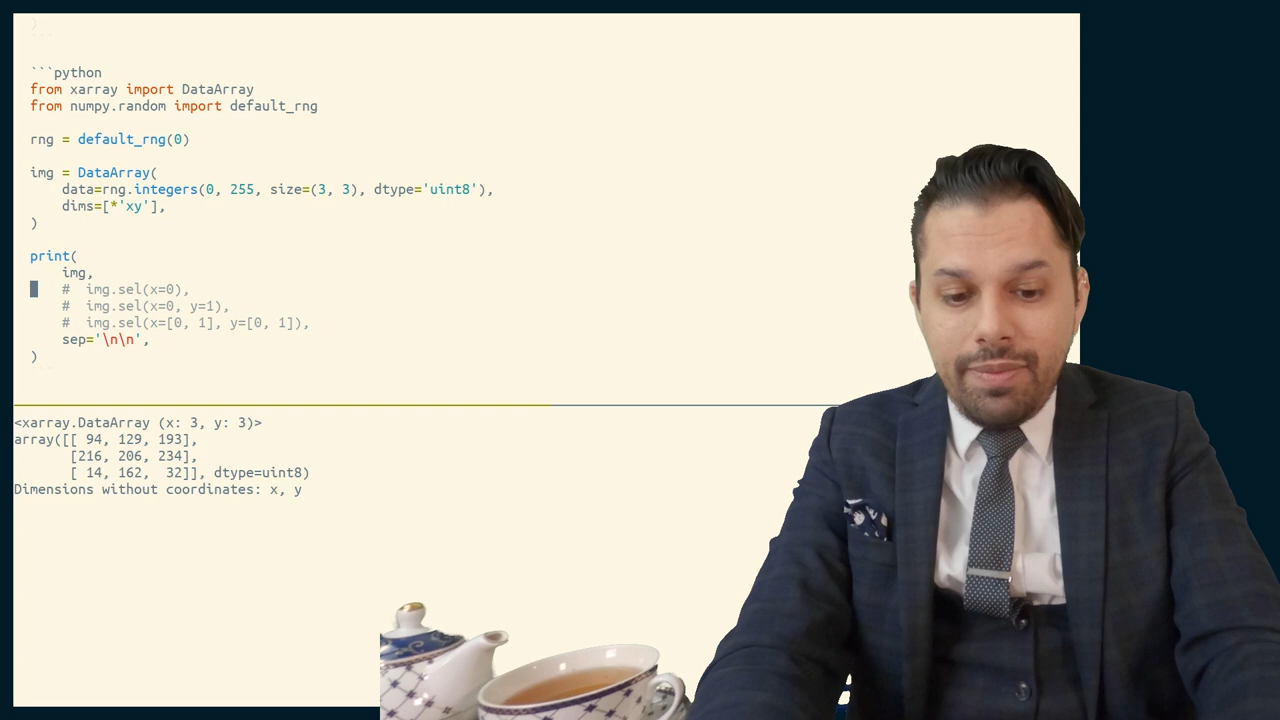 )
```
```python
from xarray import DataArray
from numpy.random import default_rng
rng = default_rng(0)
img = DataArray(
    data=rng.integers(0, 255, size=(3, 3), dtype='uint8'),
    dims=[*'xy'],
)
print(
    img,
    #  img.sel(x=0),
    #  img.sel(x=0, y=1),
    #  img.sel(x=[0, 1], y=[0, 1]),
    sep='\n\n',
)
```
<xarray.DataArray (x: 3, y: 3)>
array([[ 94, 129, 193],
       [216, 206, 234],
       [ 14, 162,  32]], dtype=uint8)
Dimensions without coordinates: x, y